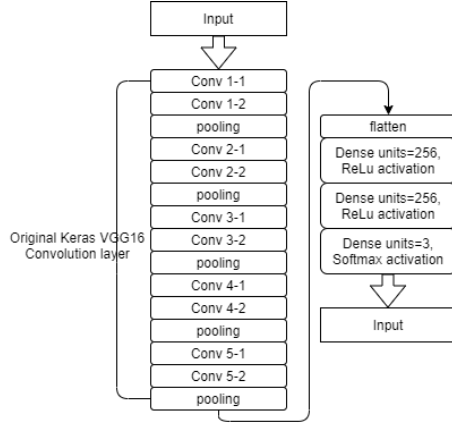 Input
Conv 1-1
Conv 1-2
pooling
Conv 2-1
Conv 2-2
pooling
Conv 3-1
Conv 3-2
pooling
Conv 4-1
Conv 4-2
pooling
Conv 5-1
Conv 5-2
pooling
Original Keras VGG16
Convolution layer
flatten
Dense units=256,
ReLu activation
Dense units=256,
ReLu activation
Dense units=3,
Softmax activation
Input